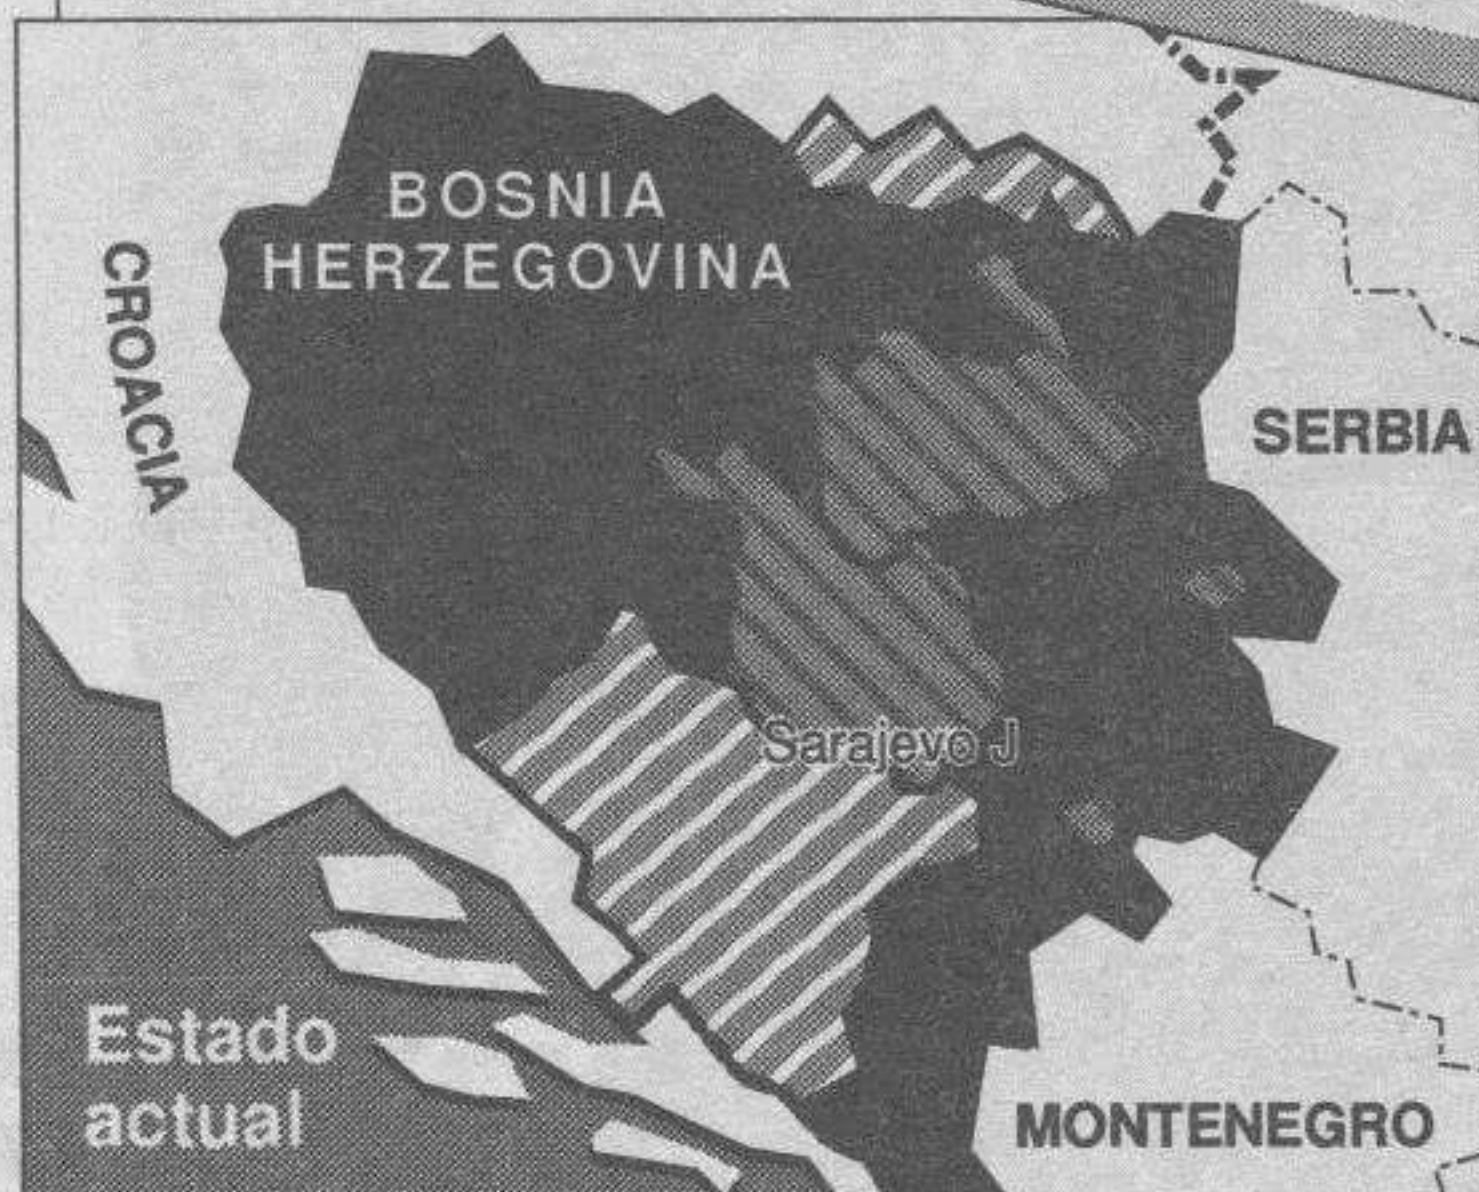 BOSNIA
HERZEGOVINA
CROACIA
SERBIA
Sarajevo J
Estado
actual
MONTENEGRO